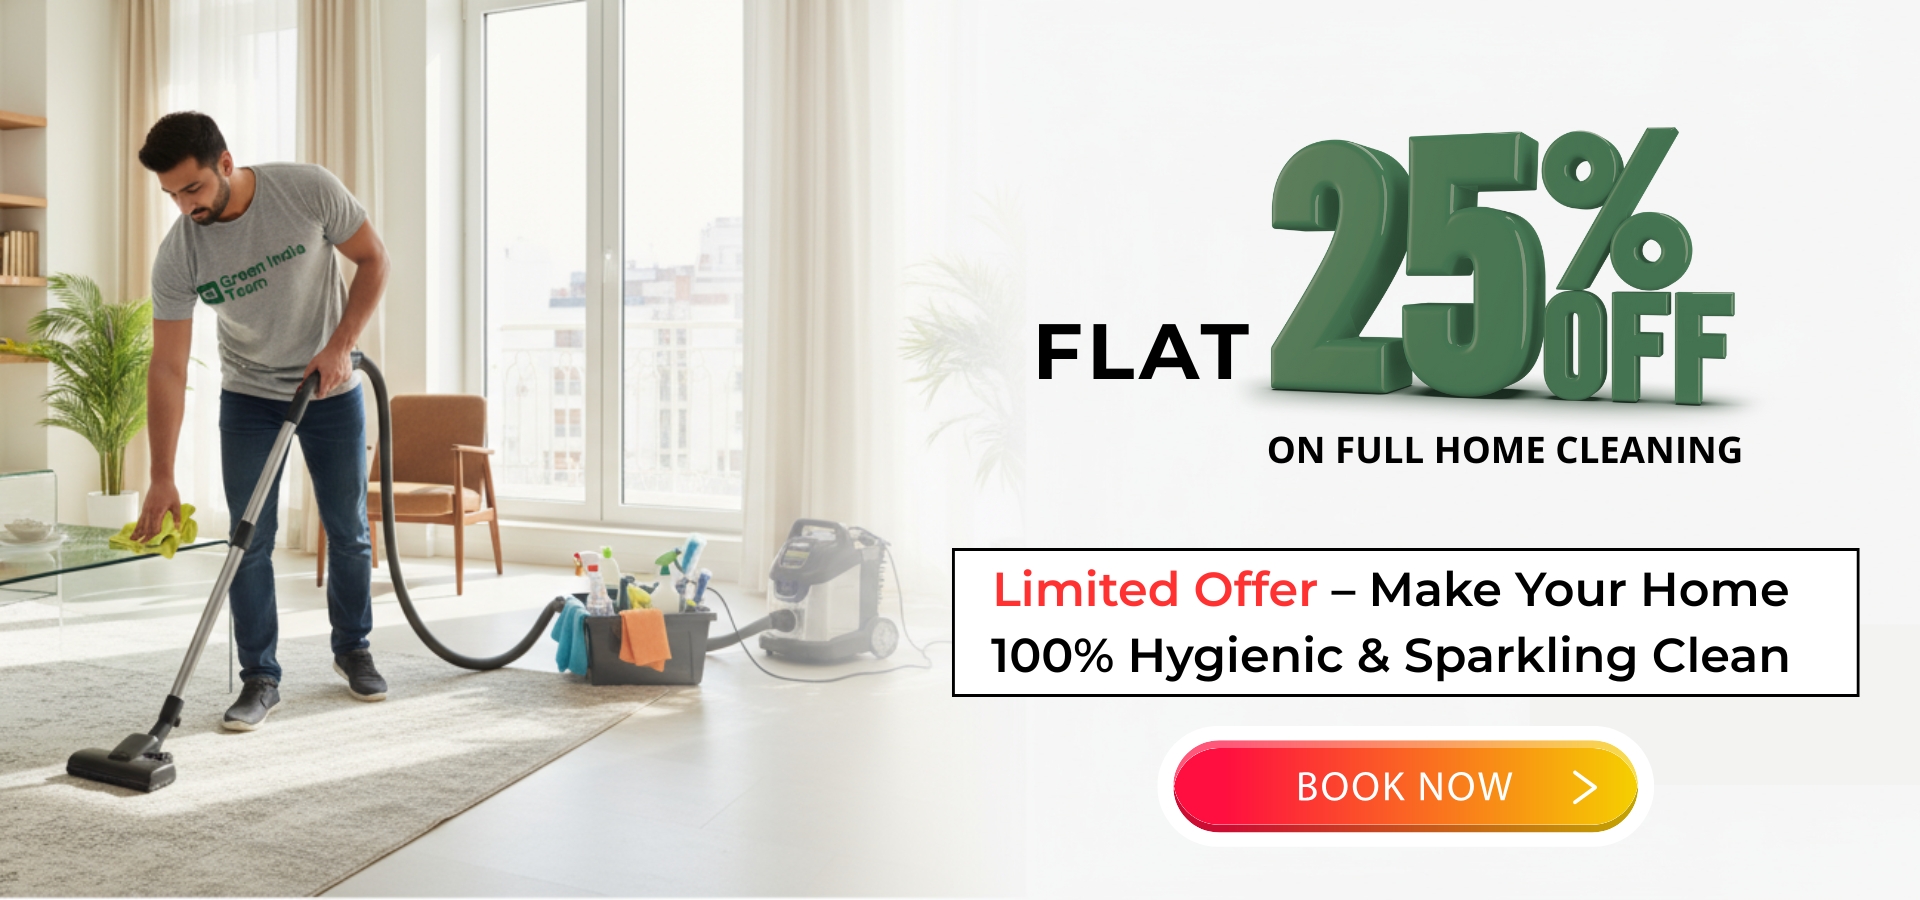 Green India
Team
FLAT 25% OFF
ON FULL HOME CLEANING
Limited Offer – Make Your Home
100% Hygienic & Sparkling Clean
BOOK NOW